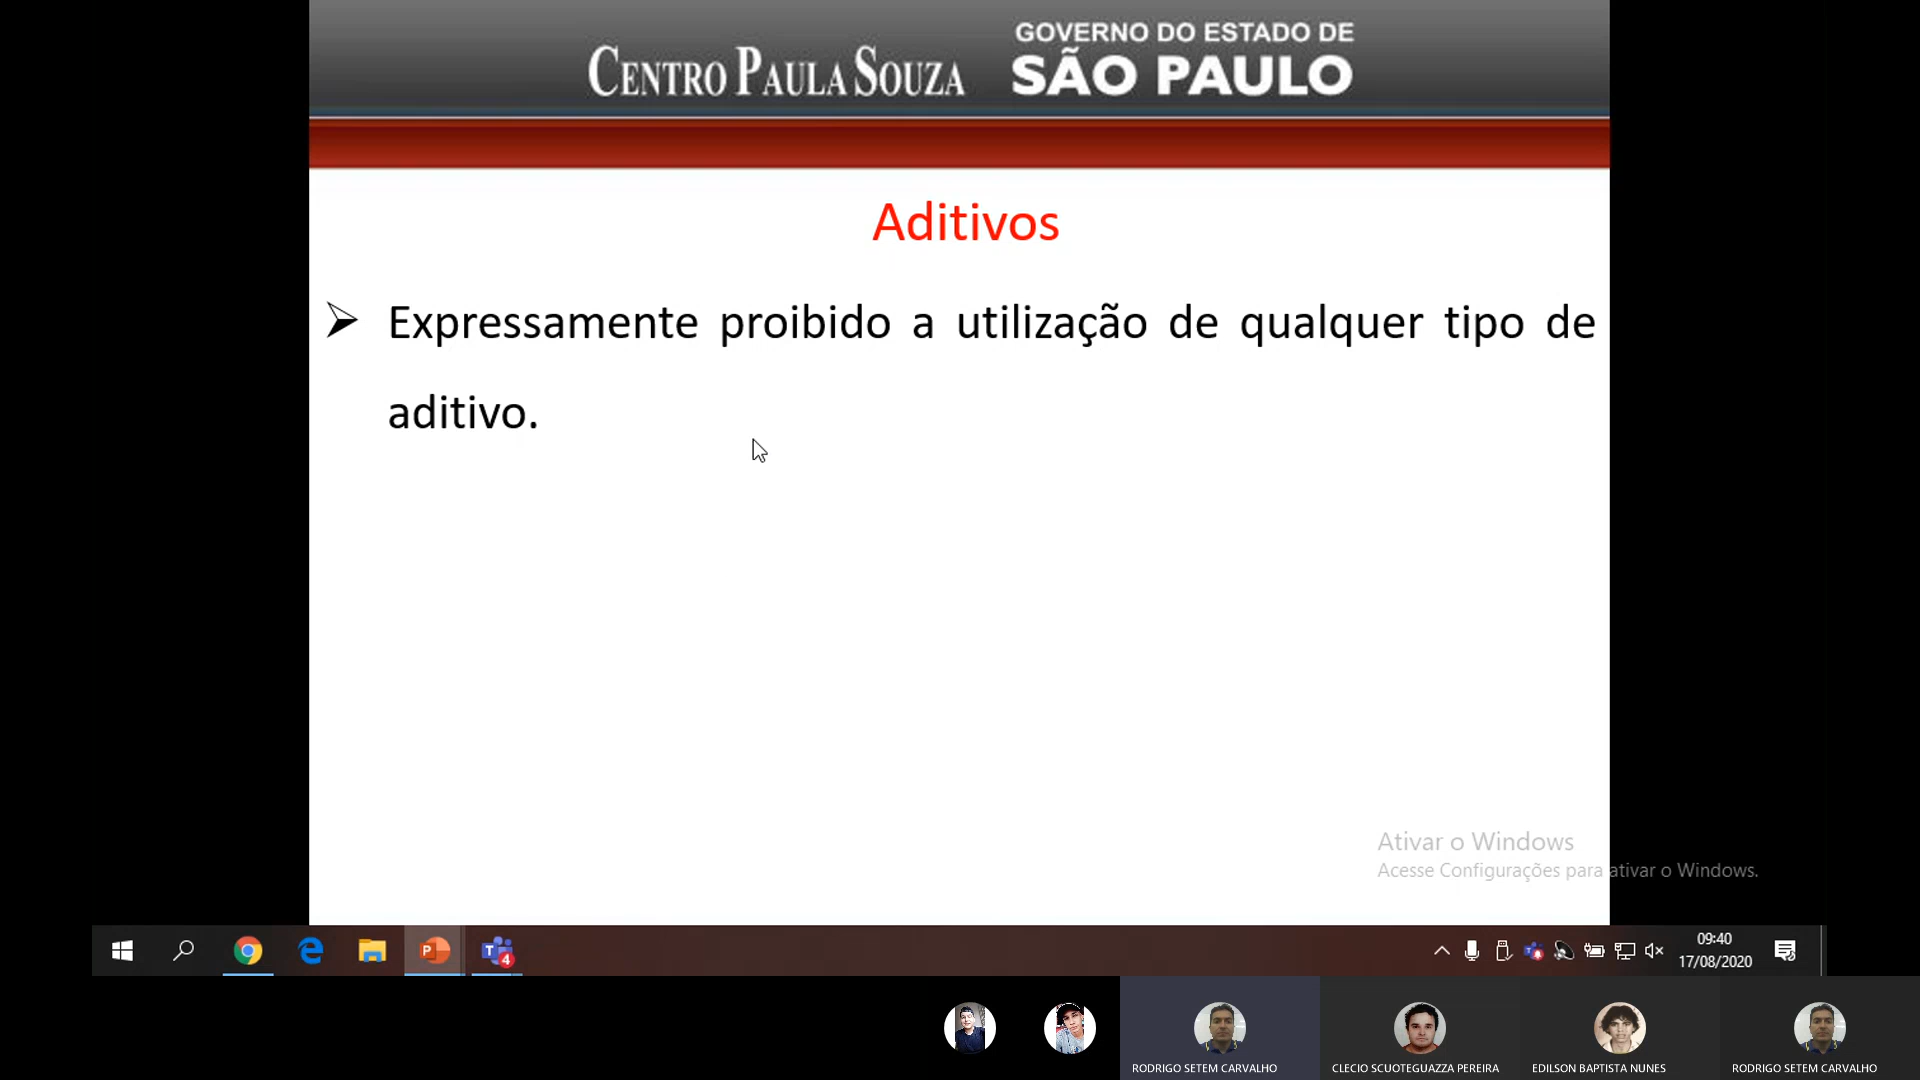 CENTRO PAULA SOUZA
GOVERNO DO ESTADO DE
SÃO PAULO
Aditivos
➢ Expressamente proibido a utilização de qualquer tipo de
aditivo.
Ativar o Windows
Acesse Configurações para ativar o Windows.
P
T
4
09:40
17/08/2020
RODRIGO SETEM CARVALHO
CLECIO SCUOTEGUAZZA PEREIRA
EDILSON BAPTISTA NUNES
RODRIGO SETEM CARVALHO